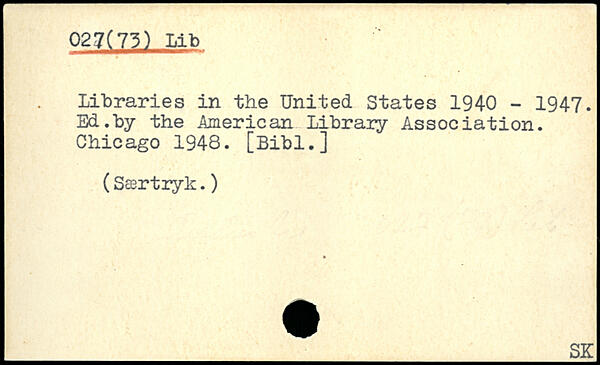 027(73) Lib
Libraries in the United States 1940 - 1947.
Ed.by the American Library Association.
Chicago 1948. [Bibl.]
(Særtryk.)
SK